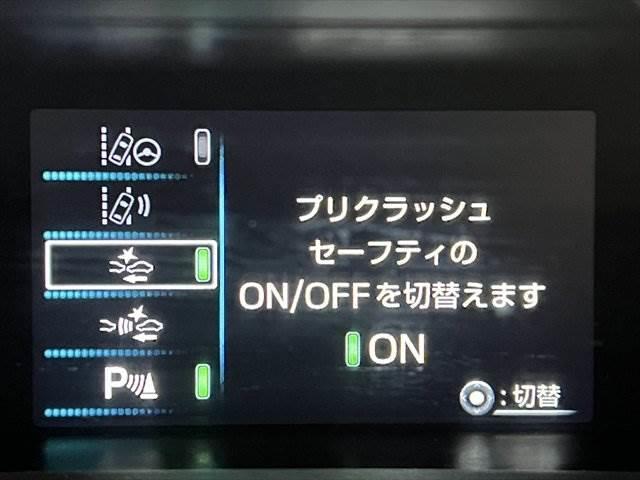 プリクラッシュ
セーフティの
ON/OFFを切替えます
ON
P
:切替